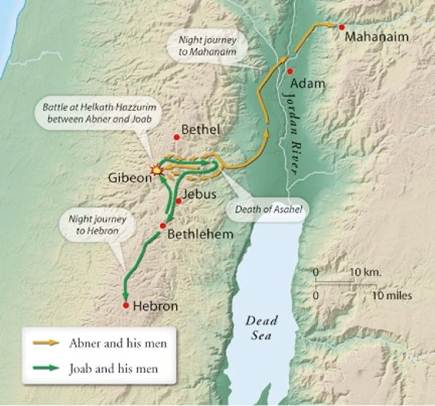 Night journey
to Mahanaim
Mahanaim
Adam
Jordan River
Battle at Helkath Hazzurim
between Abner and Joab
Bethel
Gibeon
Jebus
Death of Asahel
Night journey
to Hebron
Bethlehem
Hebron
0 10 km.
0 10 miles
Dead
Sea
Abner and his men
Joab and his men